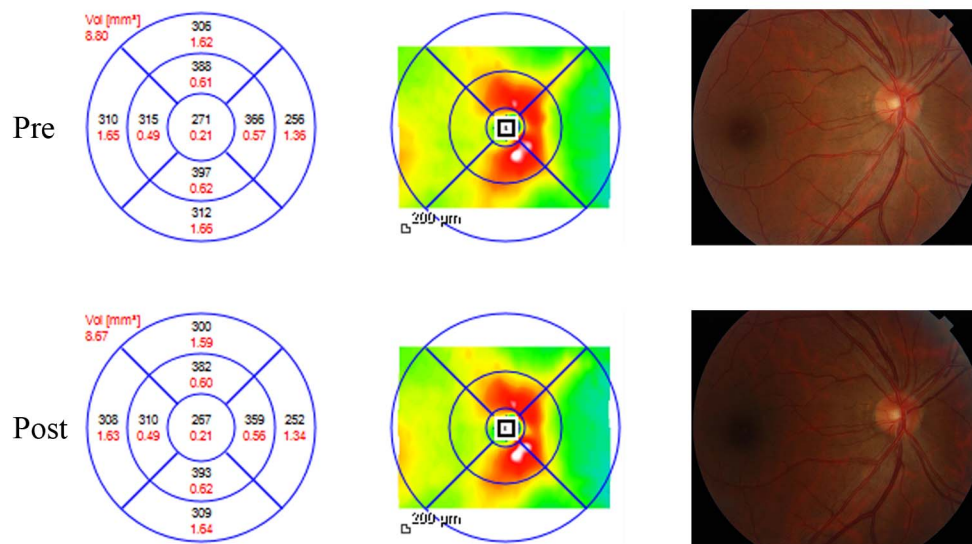 Vol [mm³]
8.80
306
1.62
388
0.61
310 315 271 366 256
1.65 0.49 0.21 0.57 1.36
397
0.62
312
1.66
Pre
200 µm
Vol [mm³]
8.67
300
1.59
382
0.60
308 310 267 359 252
1.63 0.49 0.21 0.56 1.34
393
0.62
309
1.64
Post
200 µm